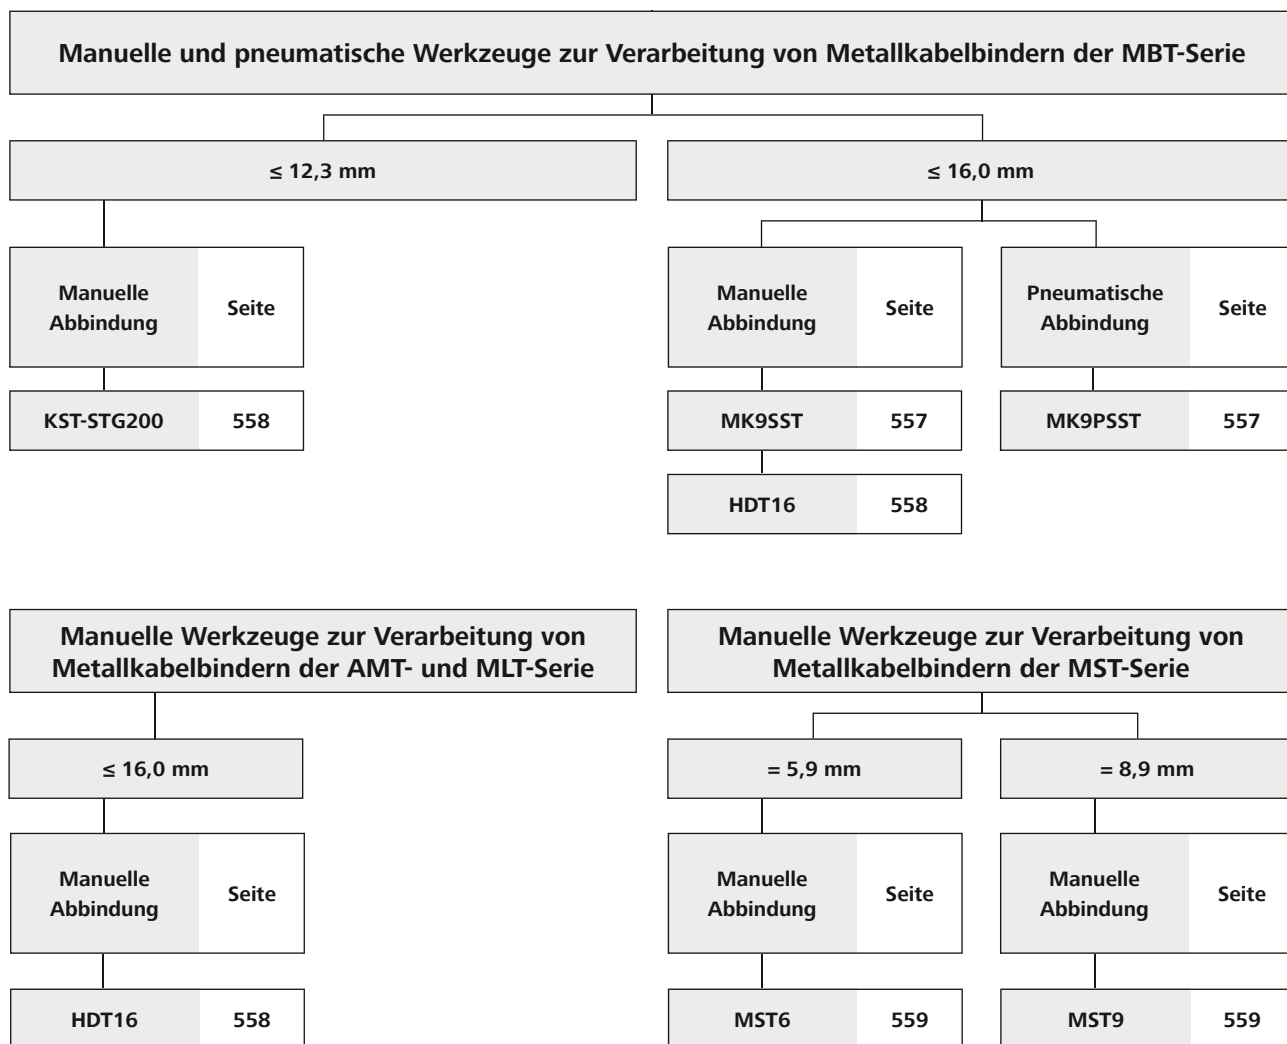 Manuelle und pneumatische Werkzeuge zur Verarbeitung von Metallkabelbindern der MBT-Serie
≤ 12,3 mm
≤ 16,0 mm
Manuelle
Abbindung
Seite
Manuelle
Abbindung
Seite
Pneumatische
Abbindung
Seite
KST-STG200
558
MK9SST
557
MK9PSST
557
HDT16
558
Manuelle Werkzeuge zur Verarbeitung von
Metallkabelbindern der AMT- und MLT-Serie
Manuelle Werkzeuge zur Verarbeitung von
Metallkabelbindern der MST-Serie
≤ 16,0 mm
= 5,9 mm
= 8,9 mm
Manuelle
Abbindung
Seite
Manuelle
Abbindung
Seite
Manuelle
Abbindung
Seite
HDT16
558
MST6
559
MST9
559